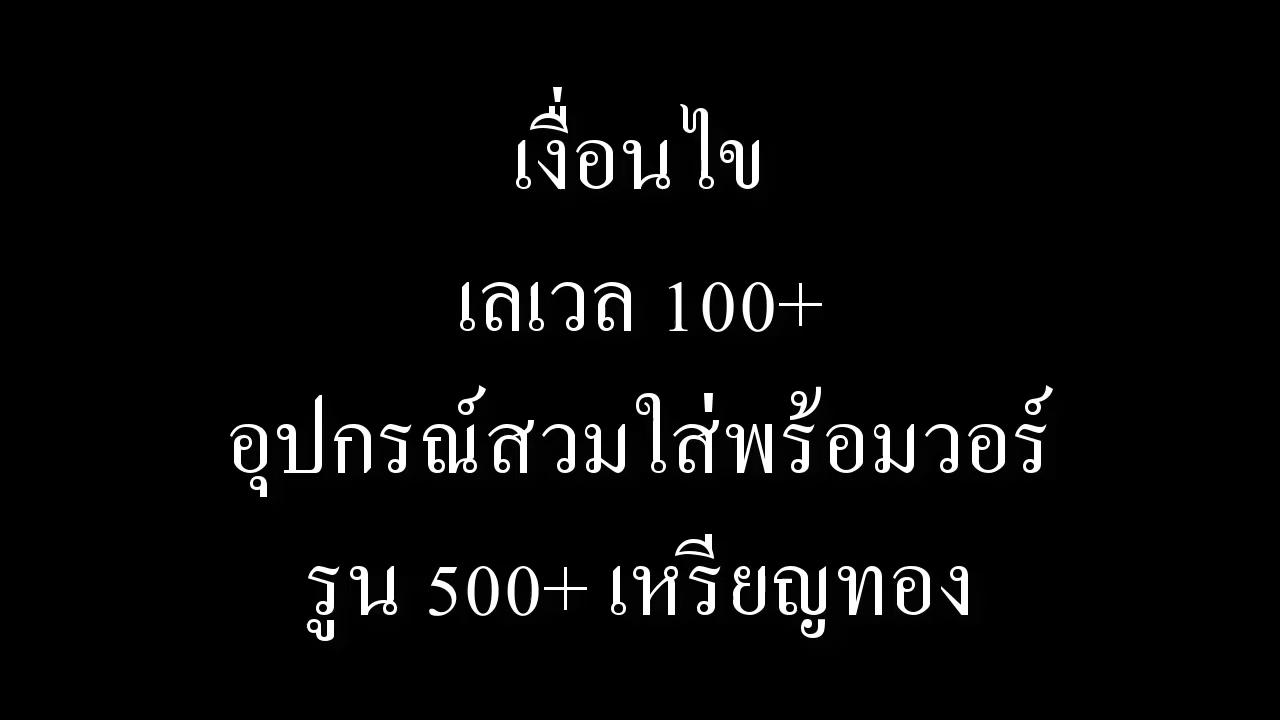 เงื่อนไข
เลเวล 100+
อุปกรณ์สวมใส่พร้อมวอร์
รูน 500+ เหรียญทอง